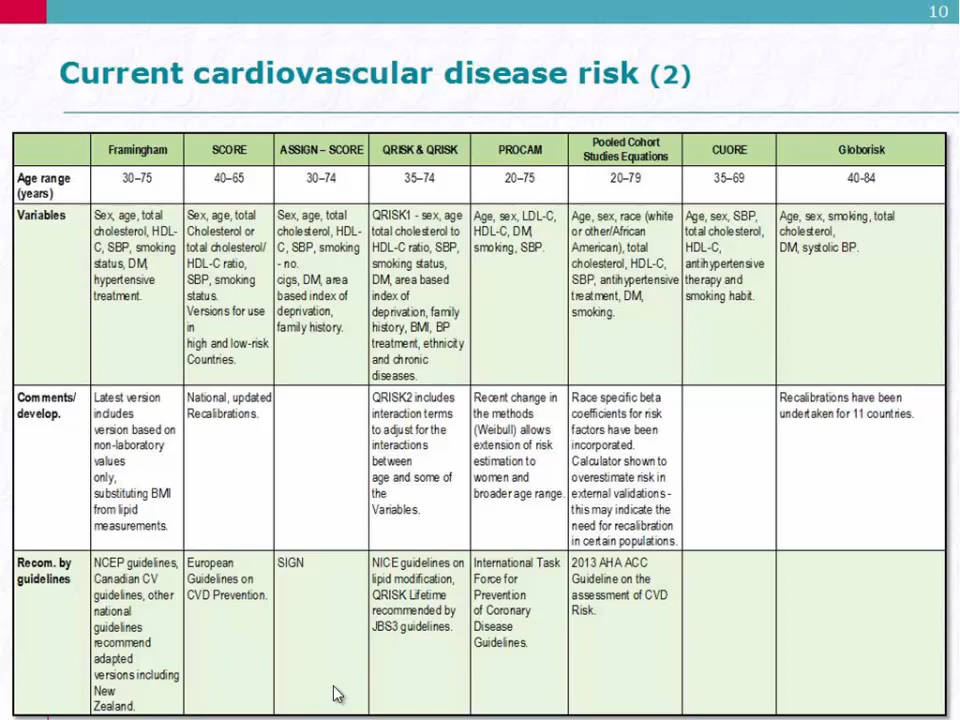 10
Current cardiovascular disease risk (2)
Framingham
SCORE
ASSIGN – SCORE
QRISK & QRISK
PROCAM
Pooled Cohort
Studies Equations
CUORE
Globorisk
Age range
(years)
30–75
40–65
30–74
35–74
20–75
20–79
35–69
40-84
Variables
Sex, age, total
cholesterol, HDL-
C, SBP, smoking
status, DM,
hypertensive
treatment.
Sex, age, total
Cholesterol or
total cholesterol/
HDL-C ratio,
SBP, smoking
status.
Versions for use
in
high and low-risk
Countries.
Sex, age, total
cholesterol, HDL-
C, SBP, smoking
- no.
cigs, DM, area
based index of
deprivation,
family history.
QRISK1 - sex, age
total cholesterol to
HDL-C ratio, SBP,
smoking status,
DM, area based
index of
deprivation, family
history, BMI, BP
treatment, ethnicity
and chronic
diseases.
Age, sex, LDL-C,
HDL-C, DM,
smoking, SBP.
Age, sex, race (white
or other/African
American), total
cholesterol, HDL-C,
SBP, antihypertensive
treatment, DM,
smoking.
Age, sex, SBP,
total cholesterol,
HDL-C,
antihypertensive
therapy and
smoking habit.
Age, sex, smoking, total
cholesterol,
DM, systolic BP.
Comments/
develop.
Latest version
includes
version based on
non-laboratory
values
only,
substituting BMI
from lipid
measurements.
National, updated
Recalibrations.
QRISK2 includes
interaction terms
to adjust for the
interactions
between
age and some of
the
Variables.
Recent change in
the methods
(Weibull) allows
extension of risk
estimation to
women and
broader age range.
Race specific beta
coefficients for risk
factors have been
incorporated.
Calculator shown to
overestimate risk in
external validations -
this may indicate the
need for recalibration
in certain populations.
Recalibrations have been
undertaken for 11 countries.
Recom. by
guidelines
NCEP guidelines,
Canadian CV
guidelines, other
national
guidelines
recommend
adapted
versions including
New
Zealand.
European
Guidelines on
CVD Prevention.
SIGN
NICE guidelines on
lipid modification,
QRISK Lifetime
recommended by
JBS3 guidelines.
International Task
Force for
Prevention
of Coronary
Disease
Guidelines.
2013 AHA ACC
Guideline on the
assessment of CVD
Risk.